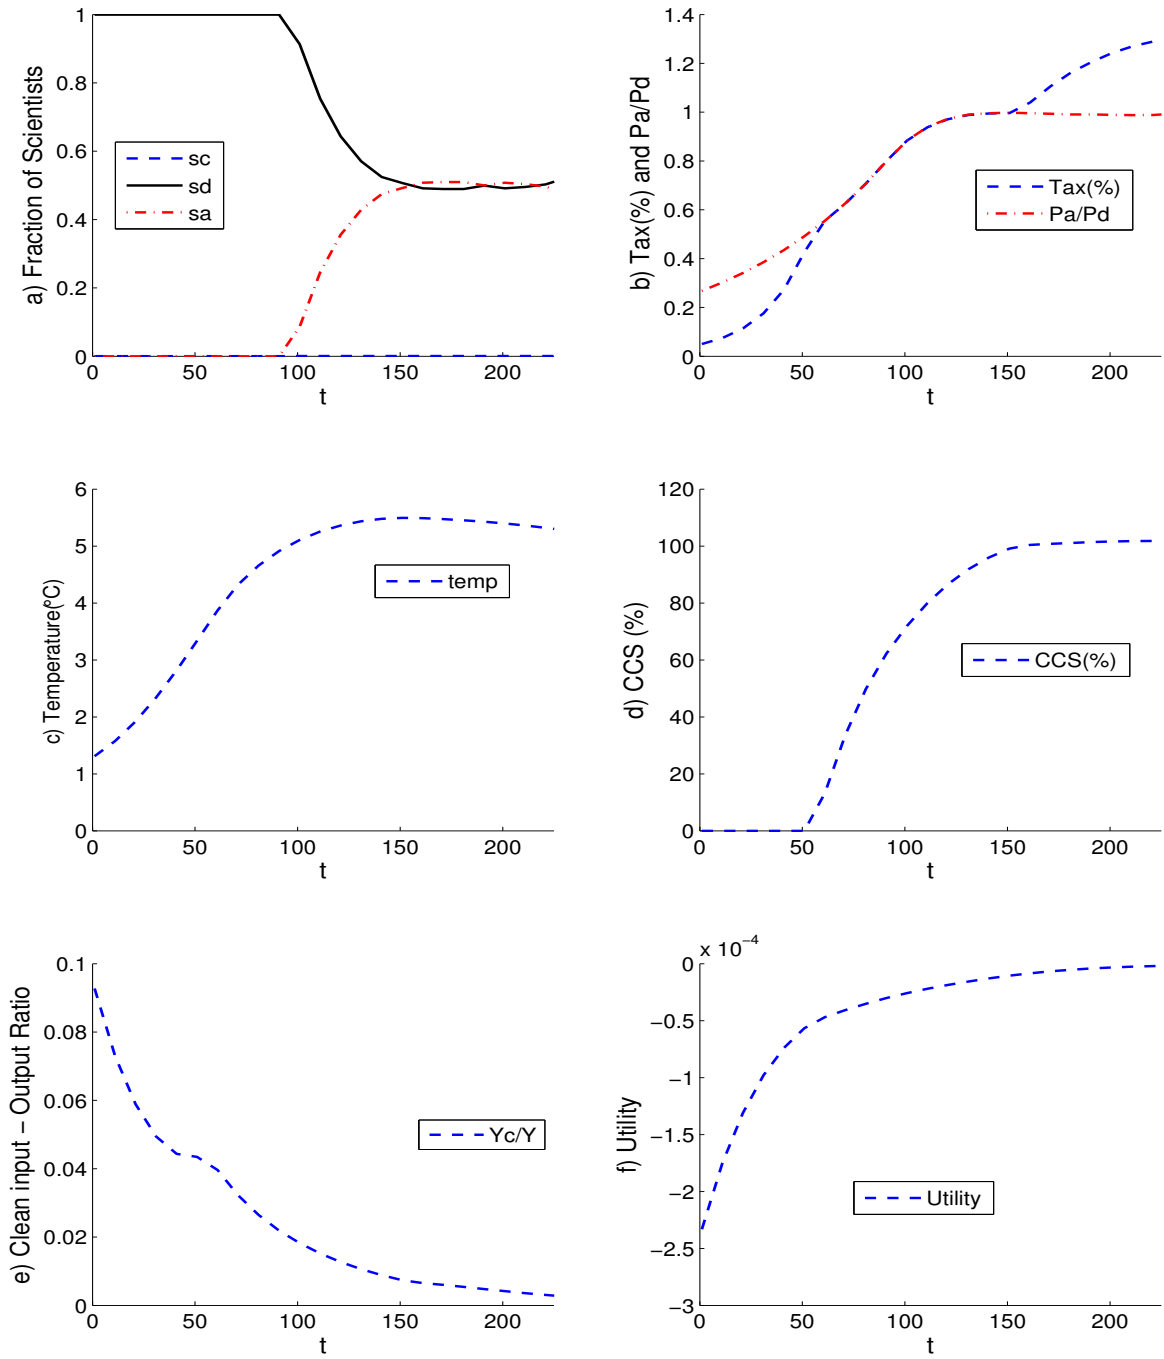 a) Fraction of Scientists
1
0.8
0.6
0.4
0.2
0
sc
sd
sa
0 50 100 150 200
t
b) Tax(%) and Pa/Pd
1.4
1.2
1
0.8
0.6
0.4
0.2
0
Tax(%)
Pa/Pd
0 50 100 150 200
t
c) Temperature(ºC)
6
5
4
3
2
1
0
temp
0 50 100 150 200
t
d) CCS (%)
120
100
80
60
40
20
0
CCS(%)
0 50 100 150 200
t
e) Clean input − Output Ratio
0.1
0.08
0.06
0.04
0.02
0
Yc/Y
0 50 100 150 200
t
f) Utility
x 10⁻⁴
0
−0.5
−1
−1.5
−2
−2.5
−3
Utility
0 50 100 150 200
t